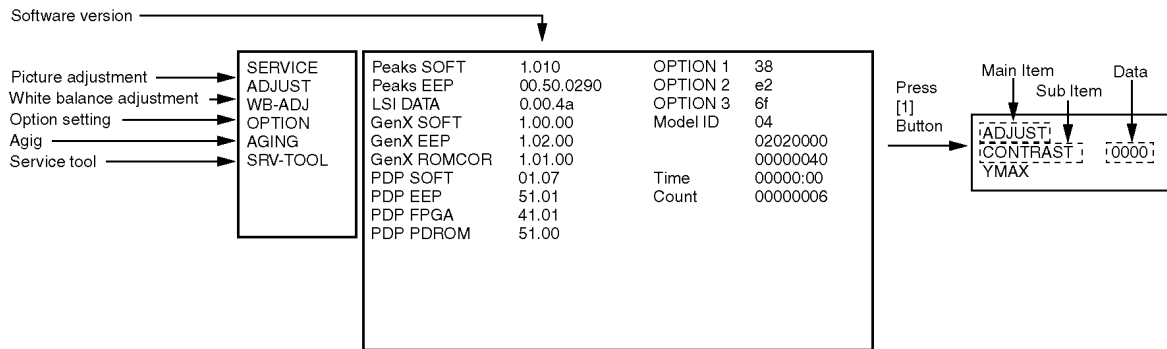 Software version
Picture adjustment
White balance adjustment
Option setting
Agig
Service tool
SERVICE
ADJUST
WB-ADJ
OPTION
AGING
SRV-TOOL
Peaks SOFT 1.010 OPTION 1 38
Peaks EEP 00.50.0290 OPTION 2 e2
LSI DATA 0.00.4a OPTION 3 6f
GenX SOFT 1.00.00 Model ID 04
GenX EEP 1.02.00 02020000
GenX ROMCOR 1.01.00 00000040
PDP SOFT 01.07 Time 00000:00
PDP EEP 51.01 Count 00000006
PDP FPGA 41.01
PDP PDROM 51.00
Press
[1]
Button
Main Item
Sub Item
Data
ADJUST
CONTRAST 0000
YMAX